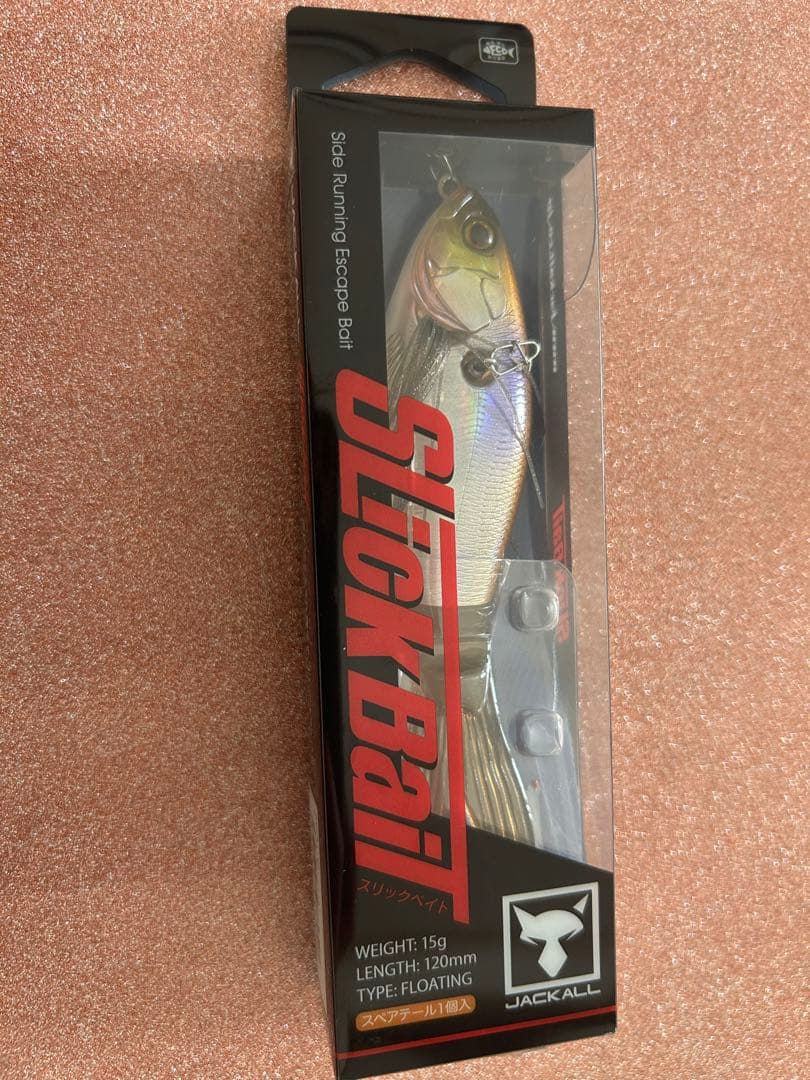 Side Running Escape Bait
SLicK BaiT
スリックベイト
WEIGHT: 15g
LENGTH: 120mm
TYPE: FLOATING
スペアテール1個入
JACKALL